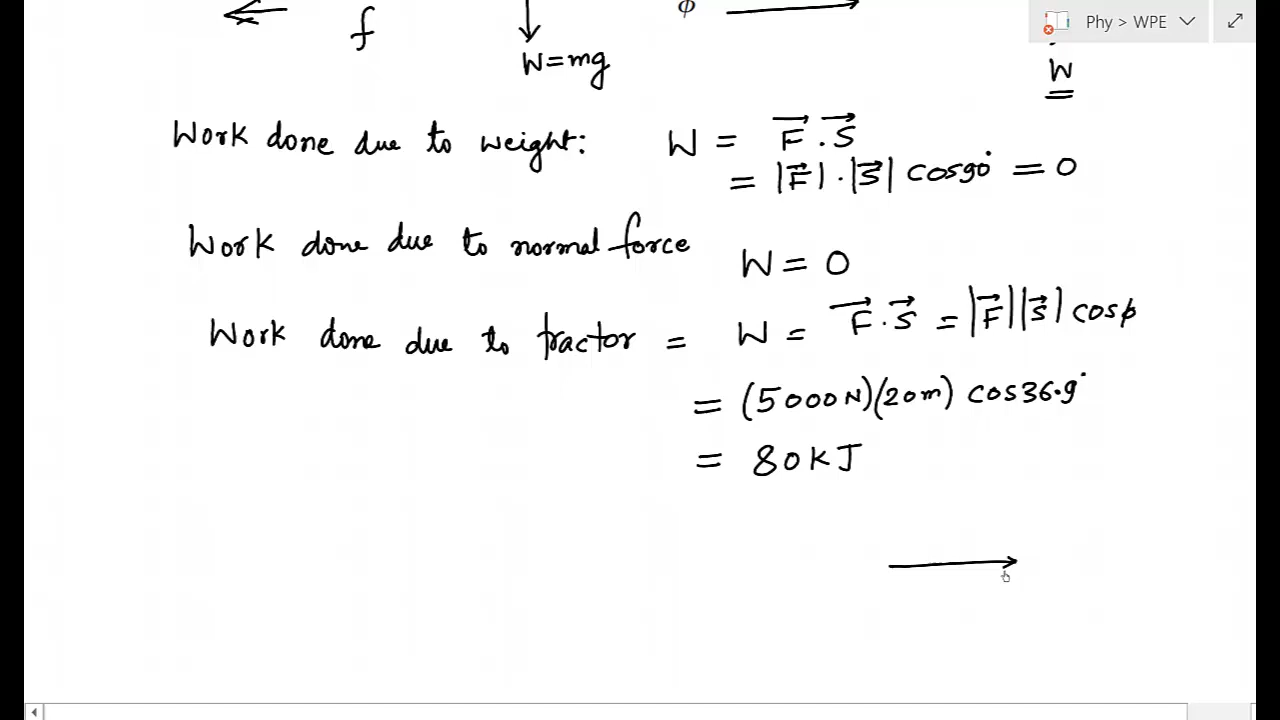 f
W=mg
ϕ
Phy > WPE
W
Work done due to weight: W = F⃗.S⃗
= |F⃗|.|S⃗| cos90° = 0
Work done due to normal force W = 0
Work done due to tractor = W = F⃗.S⃗ = |F⃗||S⃗| cosϕ
= (5000N)(20m) cos36.9°
= 80KJ